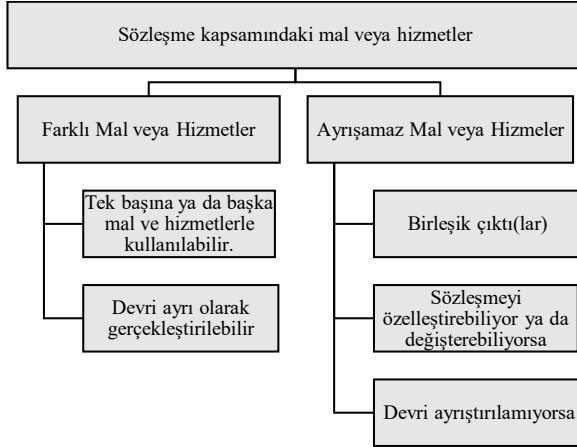 Sözleşme kapsamındaki mal veya hizmetler
Farklı Mal veya Hizmetler
Ayrışamaz Mal veya Hizmeler
Tek başına ya da başka
mal ve hizmetlerle
kullanılabilir.
Devri ayrı olarak
gerçekleştirilebilir
Birleşik çıktı(lar)
Sözleşmeyi
özelleştirebiliyor ya da
değişterebiliyorsa
Devri ayrıştırılamıyorsa